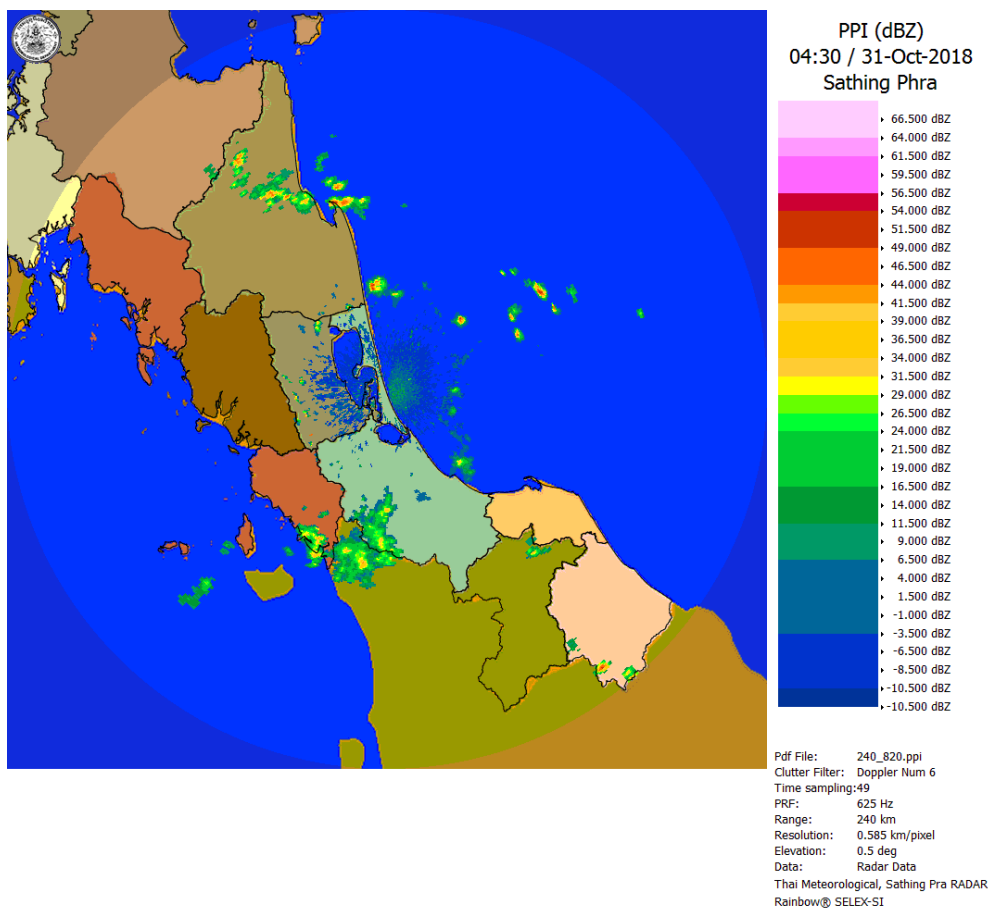 PPI (dBZ)
04:30 / 31-Oct-2018
Sathing Phra
66.500 dBZ
64.000 dBZ
61.500 dBZ
59.500 dBZ
56.500 dBZ
54.000 dBZ
51.500 dBZ
49.000 dBZ
46.500 dBZ
44.000 dBZ
41.500 dBZ
39.000 dBZ
36.500 dBZ
34.000 dBZ
31.500 dBZ
29.000 dBZ
26.500 dBZ
24.000 dBZ
21.500 dBZ
19.000 dBZ
16.500 dBZ
14.000 dBZ
11.500 dBZ
9.000 dBZ
6.500 dBZ
4.000 dBZ
1.500 dBZ
-1.000 dBZ
-3.500 dBZ
-6.500 dBZ
-8.500 dBZ
-10.500 dBZ
-10.500 dBZ
Pdf File: 240_820.ppi
Clutter Filter: Doppler Num 6
Time sampling:49
PRF: 625 Hz
Range: 240 km
Resolution: 0.585 km/pixel
Elevation: 0.5 deg
Data: Radar Data
Thai Meteorological, Sathing Pra RADAR
Rainbow® SELEX-SI